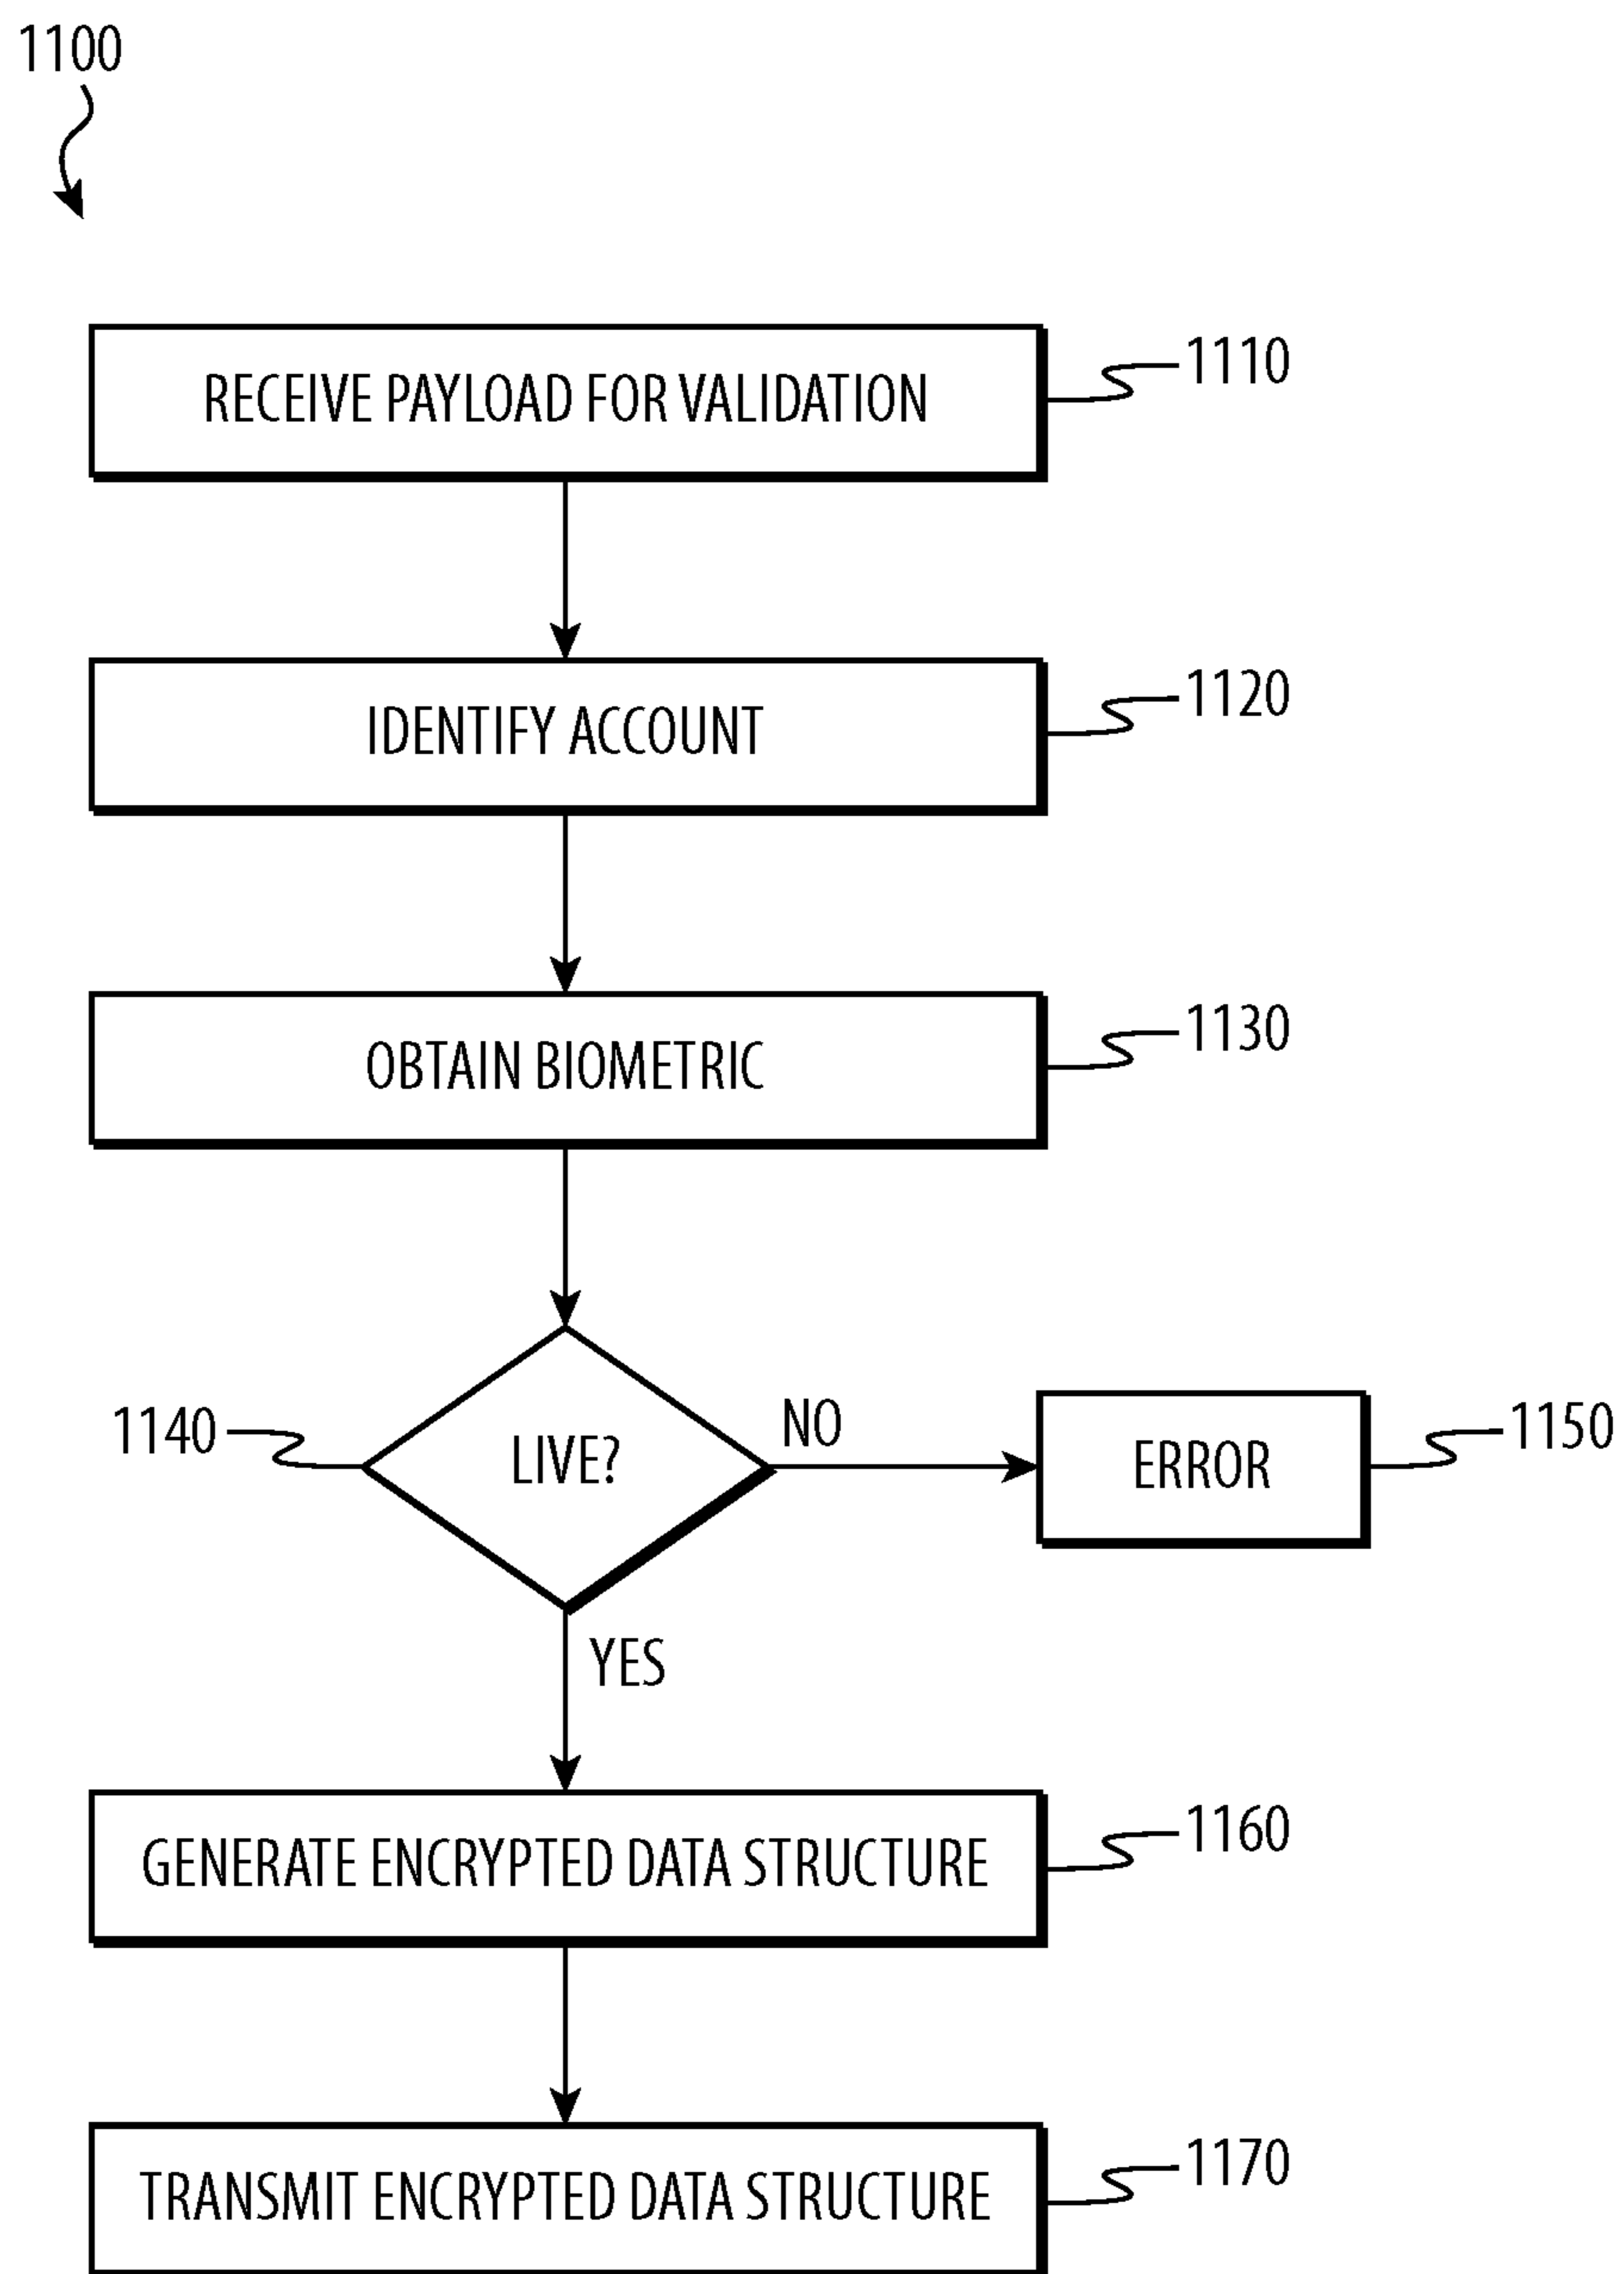 1100
RECEIVE PAYLOAD FOR VALIDATION
1110
IDENTIFY ACCOUNT
1120
OBTAIN BIOMETRIC
1130
1140
LIVE?
NO
ERROR
1150
YES
GENERATE ENCRYPTED DATA STRUCTURE
1160
TRANSMIT ENCRYPTED DATA STRUCTURE
1170